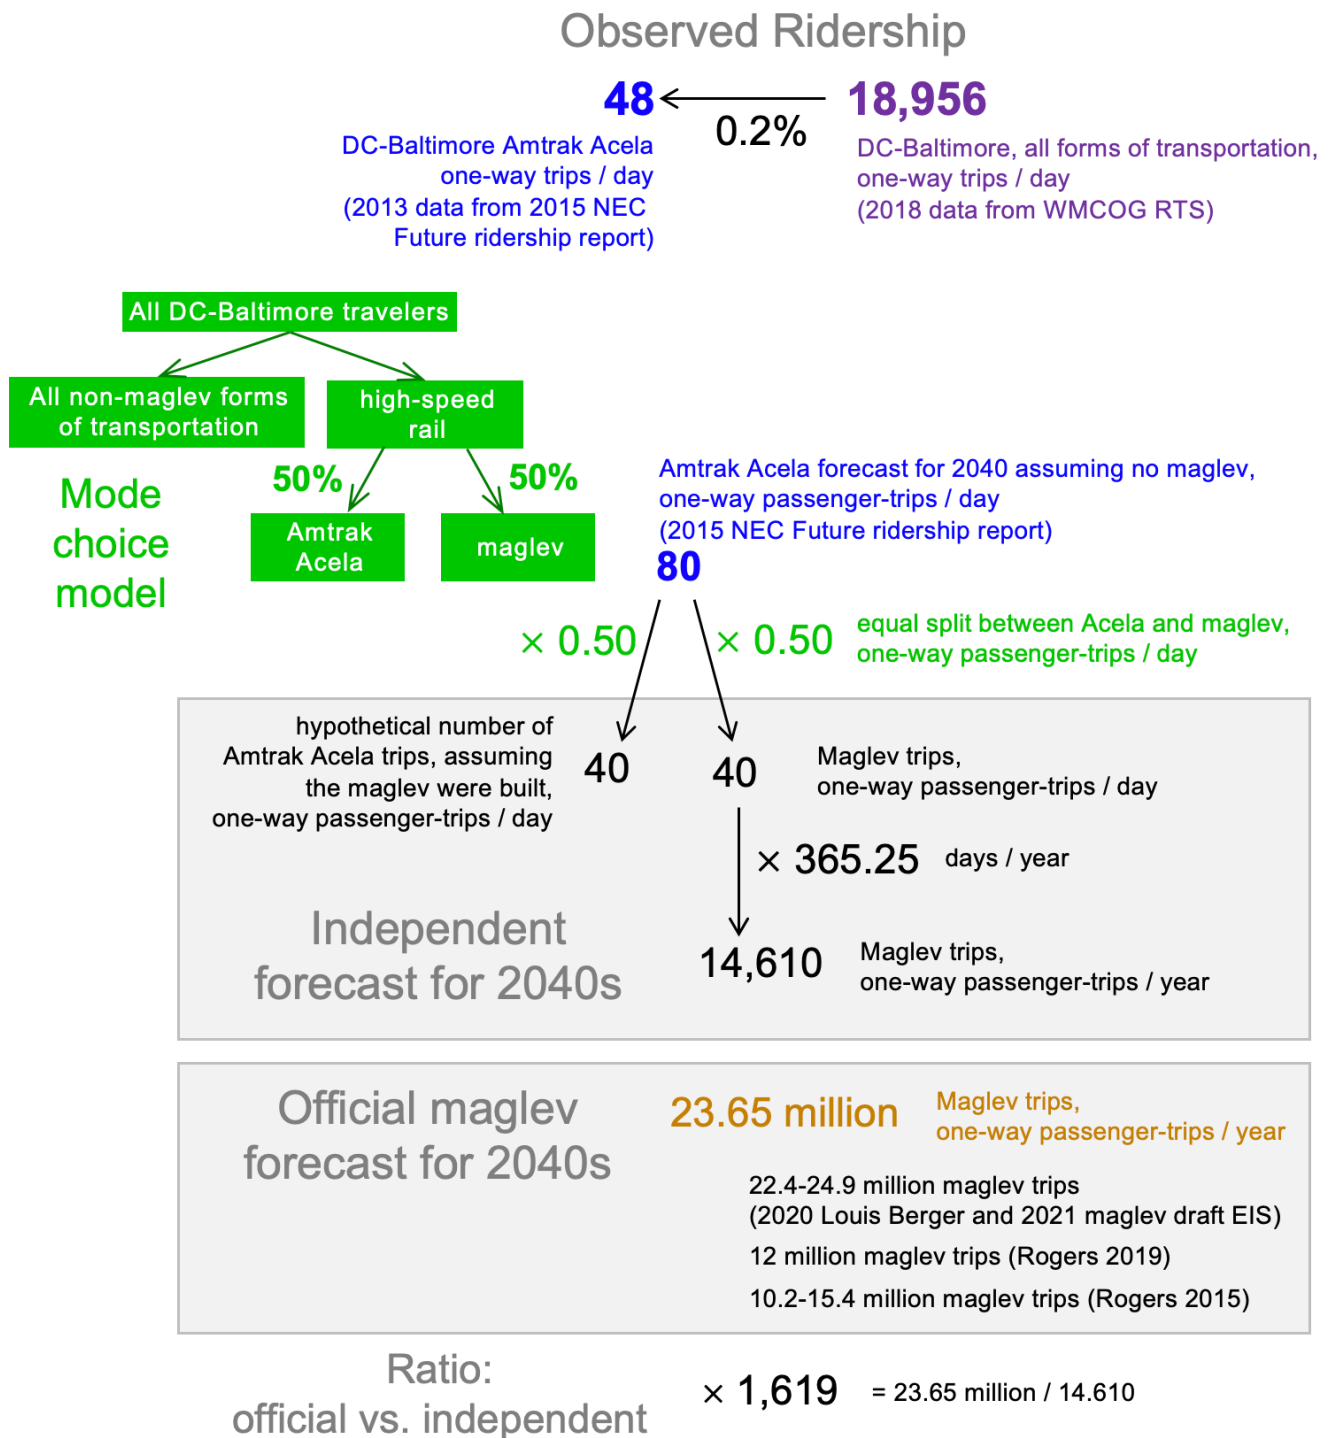 Observed Ridership
48
0.2%
18,956
DC-Baltimore Amtrak Acela
one-way trips / day
(2013 data from 2015 NEC
Future ridership report)
DC-Baltimore, all forms of transportation,
one-way trips / day
(2018 data from WMCOG RTS)
All DC-Baltimore travelers
All non-maglev forms
of transportation
high-speed
rail
50%
50%
Amtrak
Acela
maglev
Mode
choice
model
Amtrak Acela forecast for 2040 assuming no maglev,
one-way passenger-trips / day
(2015 NEC Future ridership report)
80
× 0.50
× 0.50
equal split between Acela and maglev,
one-way passenger-trips / day
hypothetical number of
Amtrak Acela trips, assuming
the maglev were built,
one-way passenger-trips / day
40
40
Maglev trips,
one-way passenger-trips / day
× 365.25
days / year
Independent
forecast for 2040s
14,610
Maglev trips,
one-way passenger-trips / year
Official maglev
forecast for 2040s
23.65 million
Maglev trips,
one-way passenger-trips / year
22.4-24.9 million maglev trips
(2020 Louis Berger and 2021 maglev draft EIS)
12 million maglev trips (Rogers 2019)
10.2-15.4 million maglev trips (Rogers 2015)
Ratio:
official vs. independent
× 1,619
= 23.65 million / 14.610